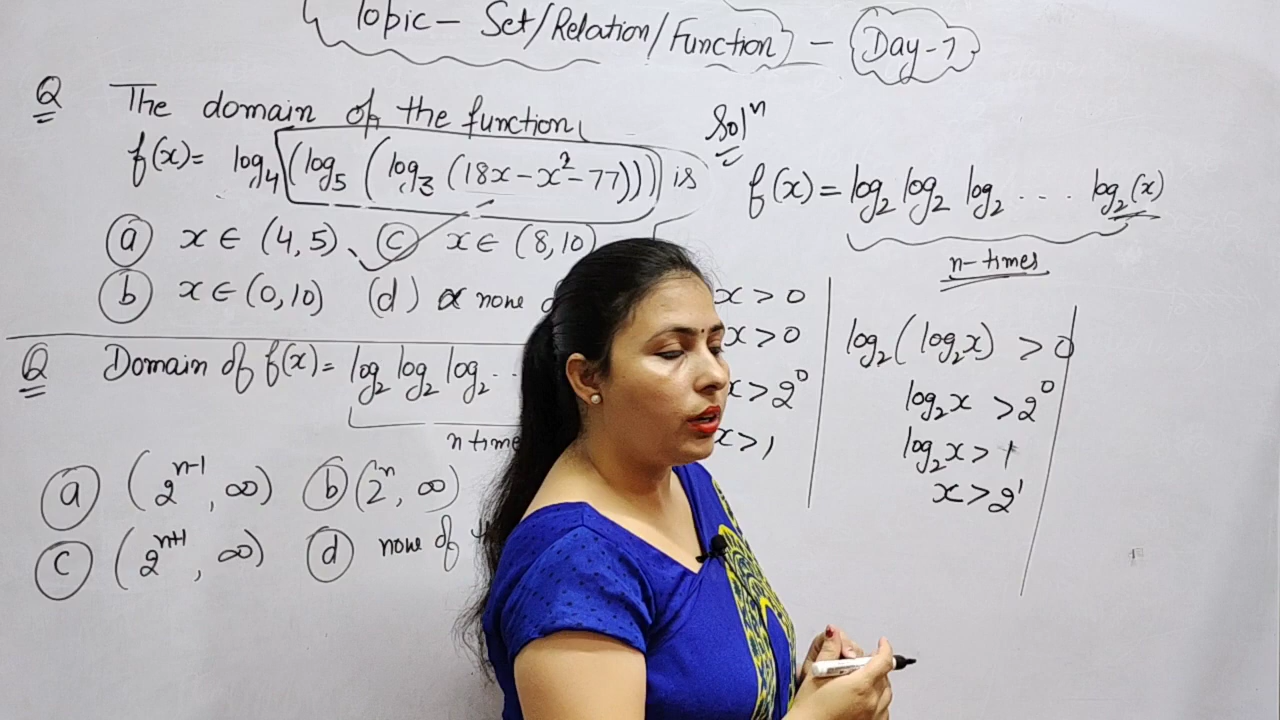 Topic - Set/Relation/Function - Day-7
Q The domain of the function
f(x) = log₄(log₅(log₃(18x - x² - 77))) is
(a) x ∈ (4,5) (c) x ∈ (8,10)
(b) x ∈ (0,10) (d) none
Q Domain of f(x) = log₂ log₂ log₂ ..
n time
(a) (2ⁿ⁻¹, ∞) (b) (2ⁿ, ∞)
(c) (2ⁿ⁺¹, ∞) (d) none of
Solⁿ
f(x) = log₂ log₂ log₂ .... log₂(x)
n-times
x > 0
x > 0
x > 2⁰
x > 1
log₂(log₂x) > 0
log₂x > 2⁰
log₂x > 1
x > 2¹